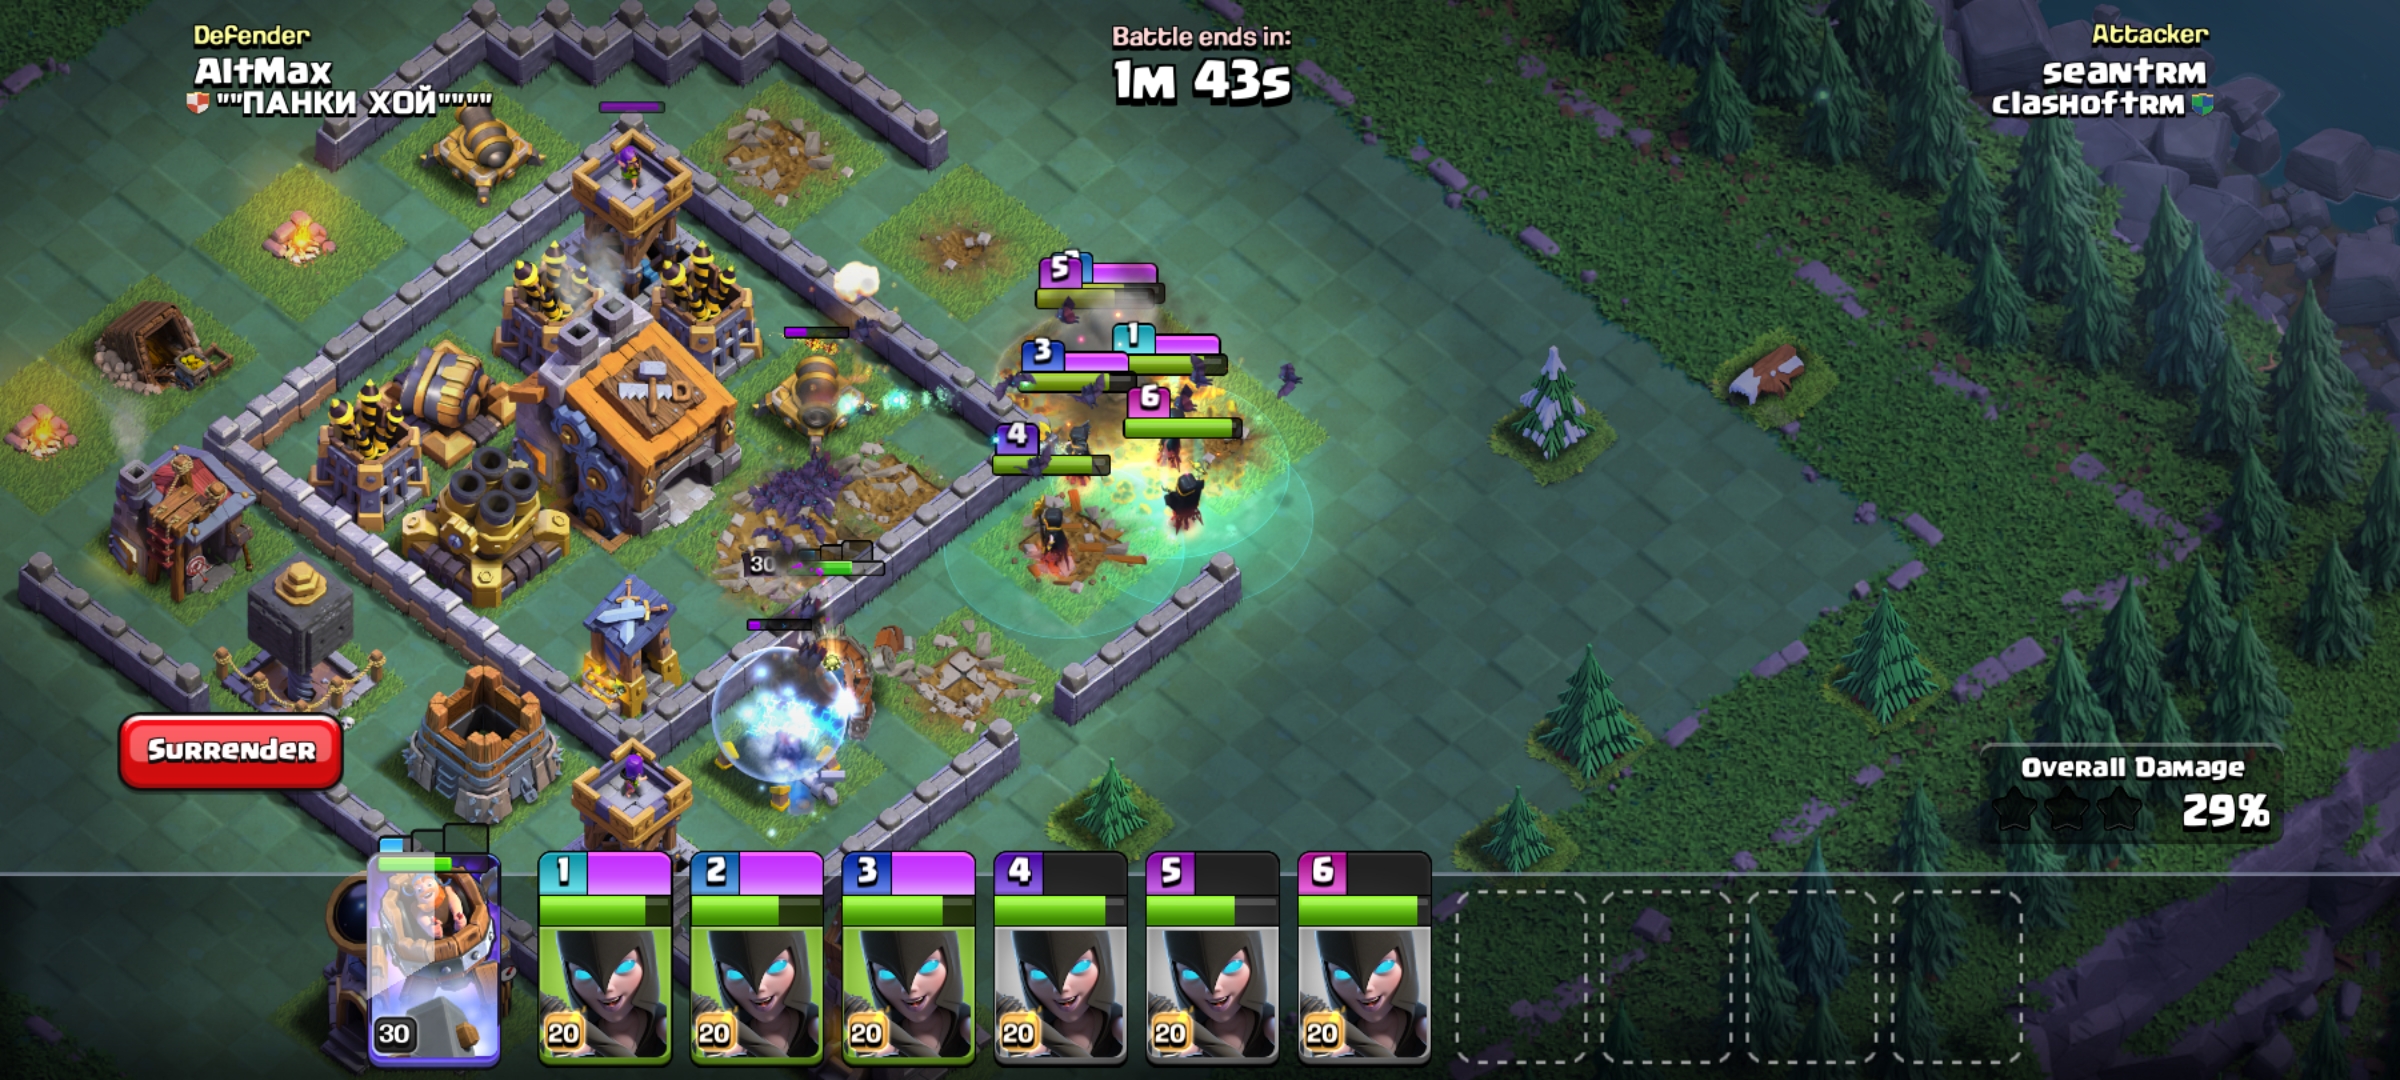 Defender
AltMax
""ПАНКИ ХОЙ""""
Battle ends in:
1M 43s
Attacker
seantRM
clashoftRM
5
3
1
6
4
30
Surrender
Overall Damage
29%
1
2
3
4
5
6
30
20
20
20
20
20
20